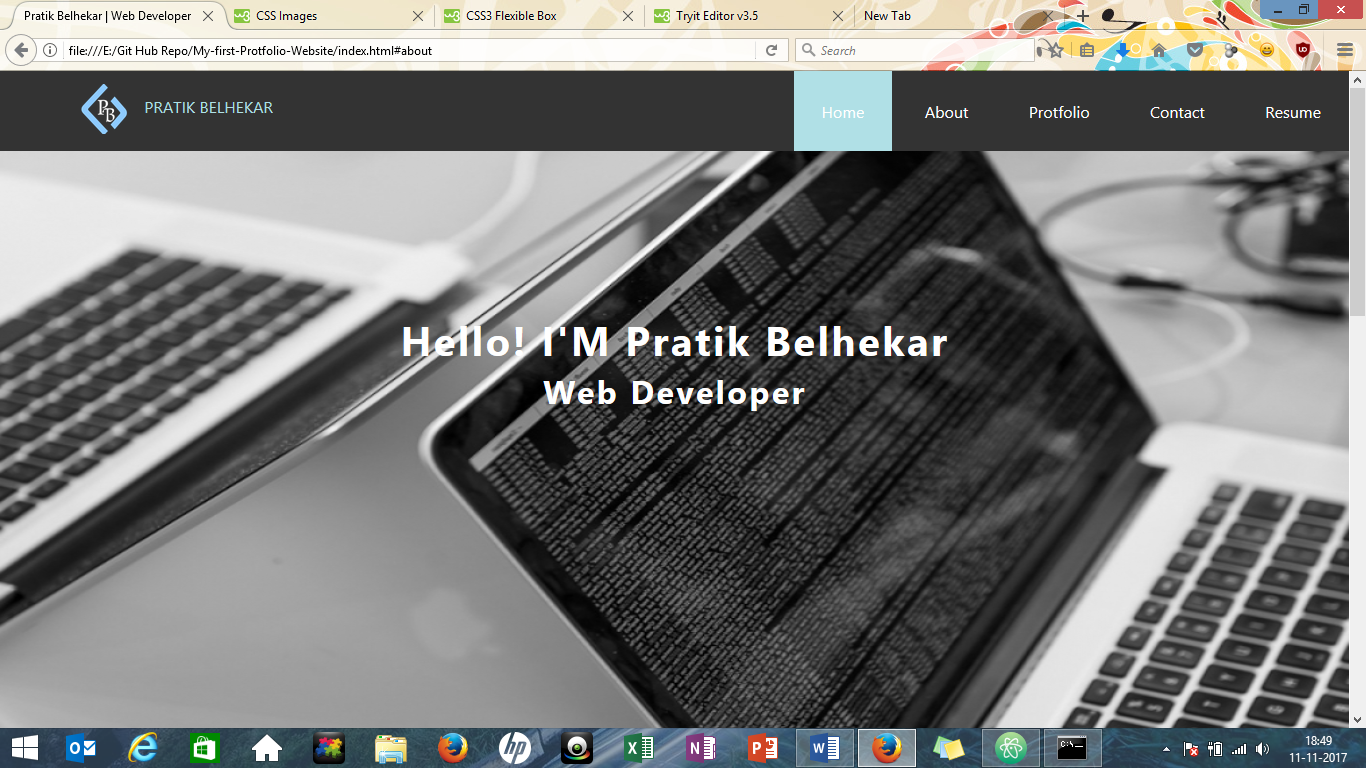 Pratik Belhekar | Web Developer
CSS Images
CSS3 Flexible Box
Tryit Editor v3.5
New Tab
file:///E:/Git Hub Repo/My-first-Protfolio-Website/index.html#about
Search
PB
PRATIK BELHEKAR
Home
About
Protfolio
Contact
Resume
Hello! I'M Pratik Belhekar
Web Developer
18:49
11-11-2017